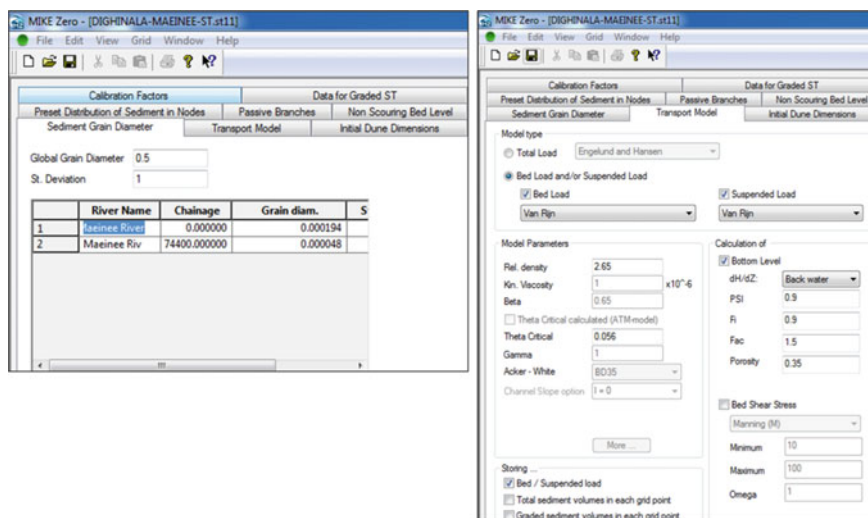 MIKE Zero - [DIGHINALA-MAEINEE-ST.st11]
File Edit View Grid Window Help
Calibration Factors Data for Graded ST
Preset Distribution of Sediment in Nodes Passive Branches Non Scouring Bed Level
Sediment Grain Diameter Transport Model Initial Dune Dimensions
Global Grain Diameter 0.5
St. Deviation 1
River Name Chainage Grain diam. S
1 Maeinee River 0.000000 0.000194
2 Maeinee Riv 74400.000000 0.000048
MIKE Zero - [DIGHINALA-MAEINEE-ST.st11]
File Edit View Grid Window Help
Calibration Factors Data for Graded ST
Preset Distribution of Sediment in Nodes Passive Branches Non Scouring Bed Level
Sediment Grain Diameter Transport Model Initial Dune Dimensions
Model type
Total Load Engelund and Hansen
Bed Load and/or Suspended Load
Bed Load Suspended Load
Van Rijn Van Rijn
Model Parameters
Rel. density 2.65
Kin. Viscosity 1 x10^-6
Beta 0.65
Theta Critical calculated (ATM-model)
Theta Critical 0.056
Gamma 1
Acker - White BD35
Channel Slope option I = 0
More ...
Storing ...
Bed / Suspended load
Total sediment volumes in each grid point
Graded sediment volumes in each grid point
Calculation of
Bottom Level
dH/dZ: Back water
PSI 0.9
Fi 0.9
Fac 1.5
Porosity 0.35
Bed Shear Stress
Manning (M)
Minimum 10
Maximum 100
Omega 1